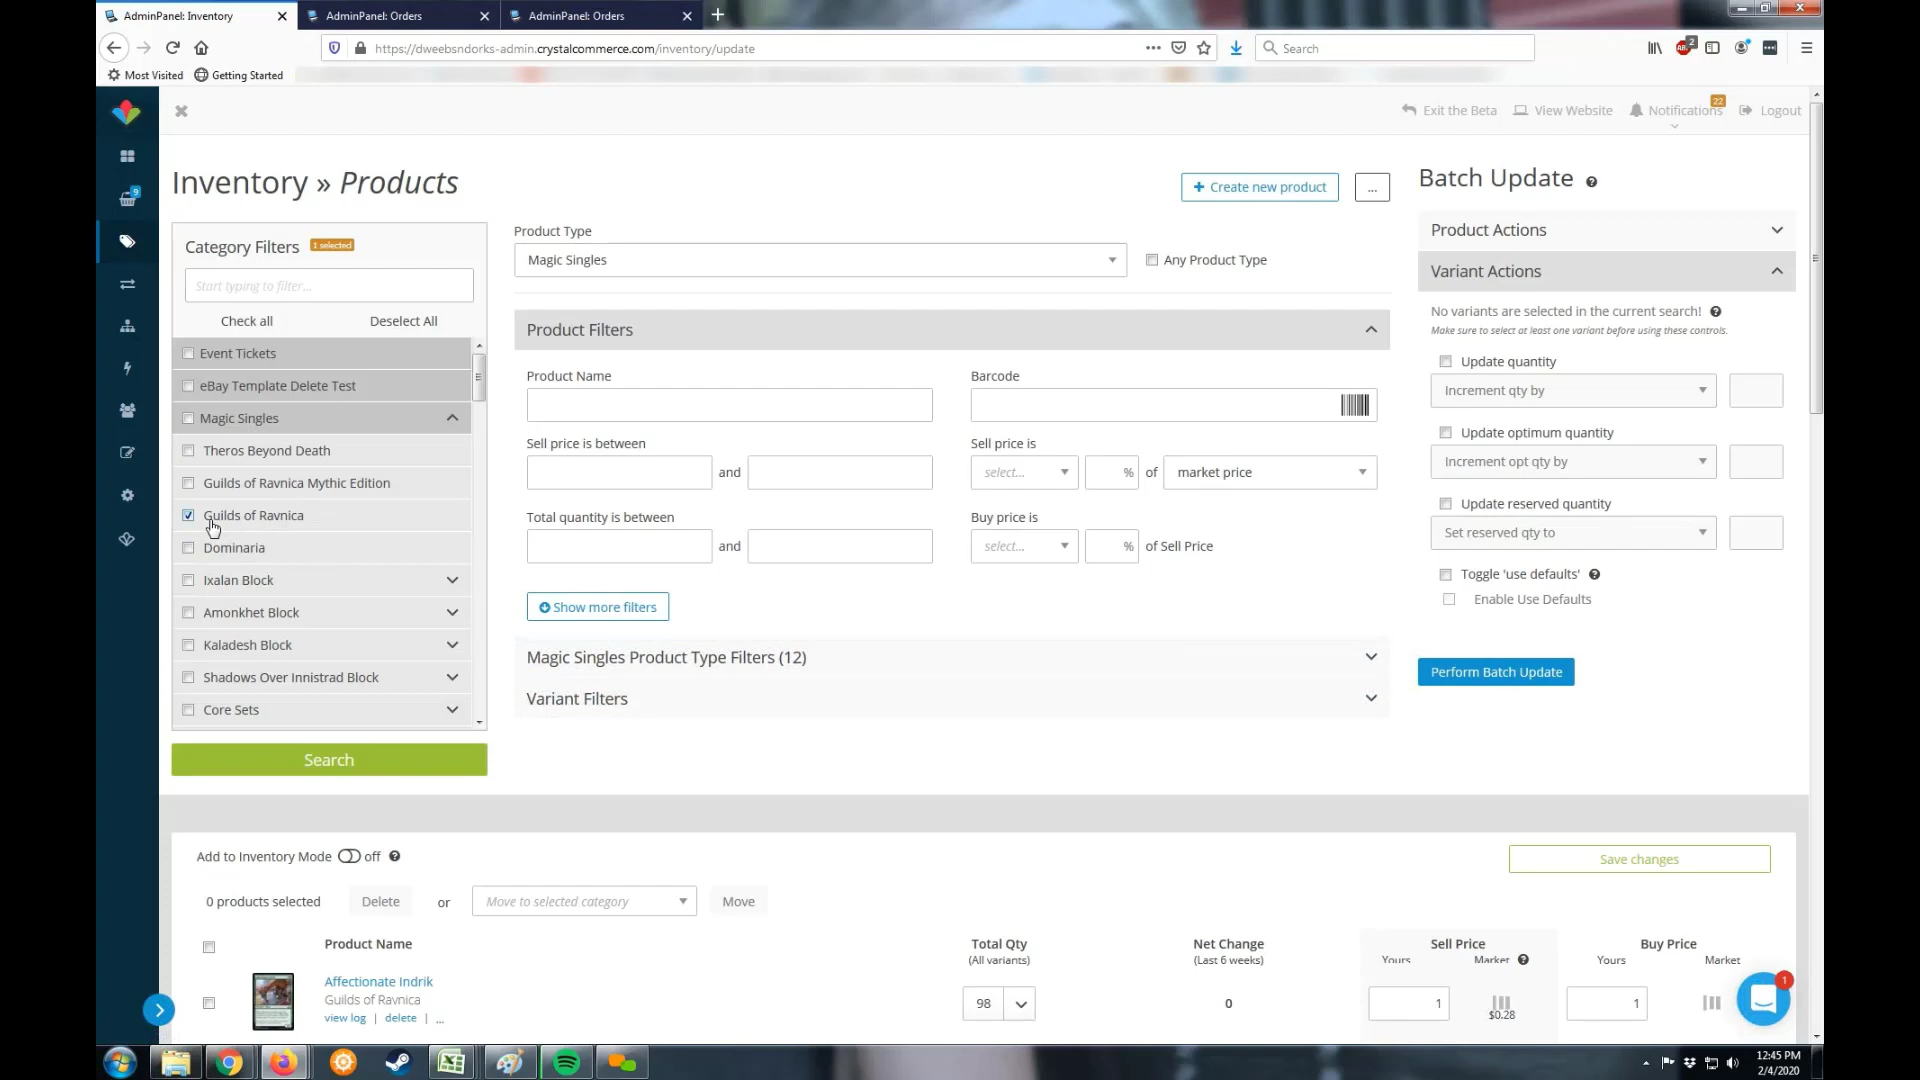 AdminPanel: Inventory
AdminPanel: Orders
AdminPanel: Orders
https://dweebsndorks-admin.crystalcommerce.com/inventory/update
Search
2
Most Visited
Getting Started
Exit the Beta
View Website
Notifications
22
Logout
9
Inventory » Products
Create new product
...
Batch Update
Category Filters
1 selected
Start typing to filter...
Check all
Deselect All
Event Tickets
eBay Template Delete Test
Magic Singles
Theros Beyond Death
Guilds of Ravnica Mythic Edition
Guilds of Ravnica
Dominaria
Ixalan Block
Amonkhet Block
Kaladesh Block
Shadows Over Innistrad Block
Core Sets
Search
Product Type
Magic Singles
Any Product Type
Product Filters
Product Name
Barcode
Sell price is between
and
Sell price is
select...
%
of
market price
Total quantity is between
and
Buy price is
select...
%
of Sell Price
Show more filters
Magic Singles Product Type Filters (12)
Variant Filters
Product Actions
Variant Actions
No variants are selected in the current search!
Make sure to select at least one variant before using these controls.
Update quantity
Increment qty by
Update optimum quantity
Increment opt qty by
Update reserved quantity
Set reserved qty to
Toggle 'use defaults'
Enable Use Defaults
Perform Batch Update
Add to Inventory Mode
off
Save changes
0 products selected
Delete
or
Move to selected category
Move
Product Name
Total Qty
(All variants)
Net Change
(Last 6 weeks)
Sell Price
Yours
Market
Buy Price
Yours
Market
Affectionate Indrik
Guilds of Ravnica
view log | delete | ...
98
0
1
$0.28
1
1
12:45 PM
2/4/2020